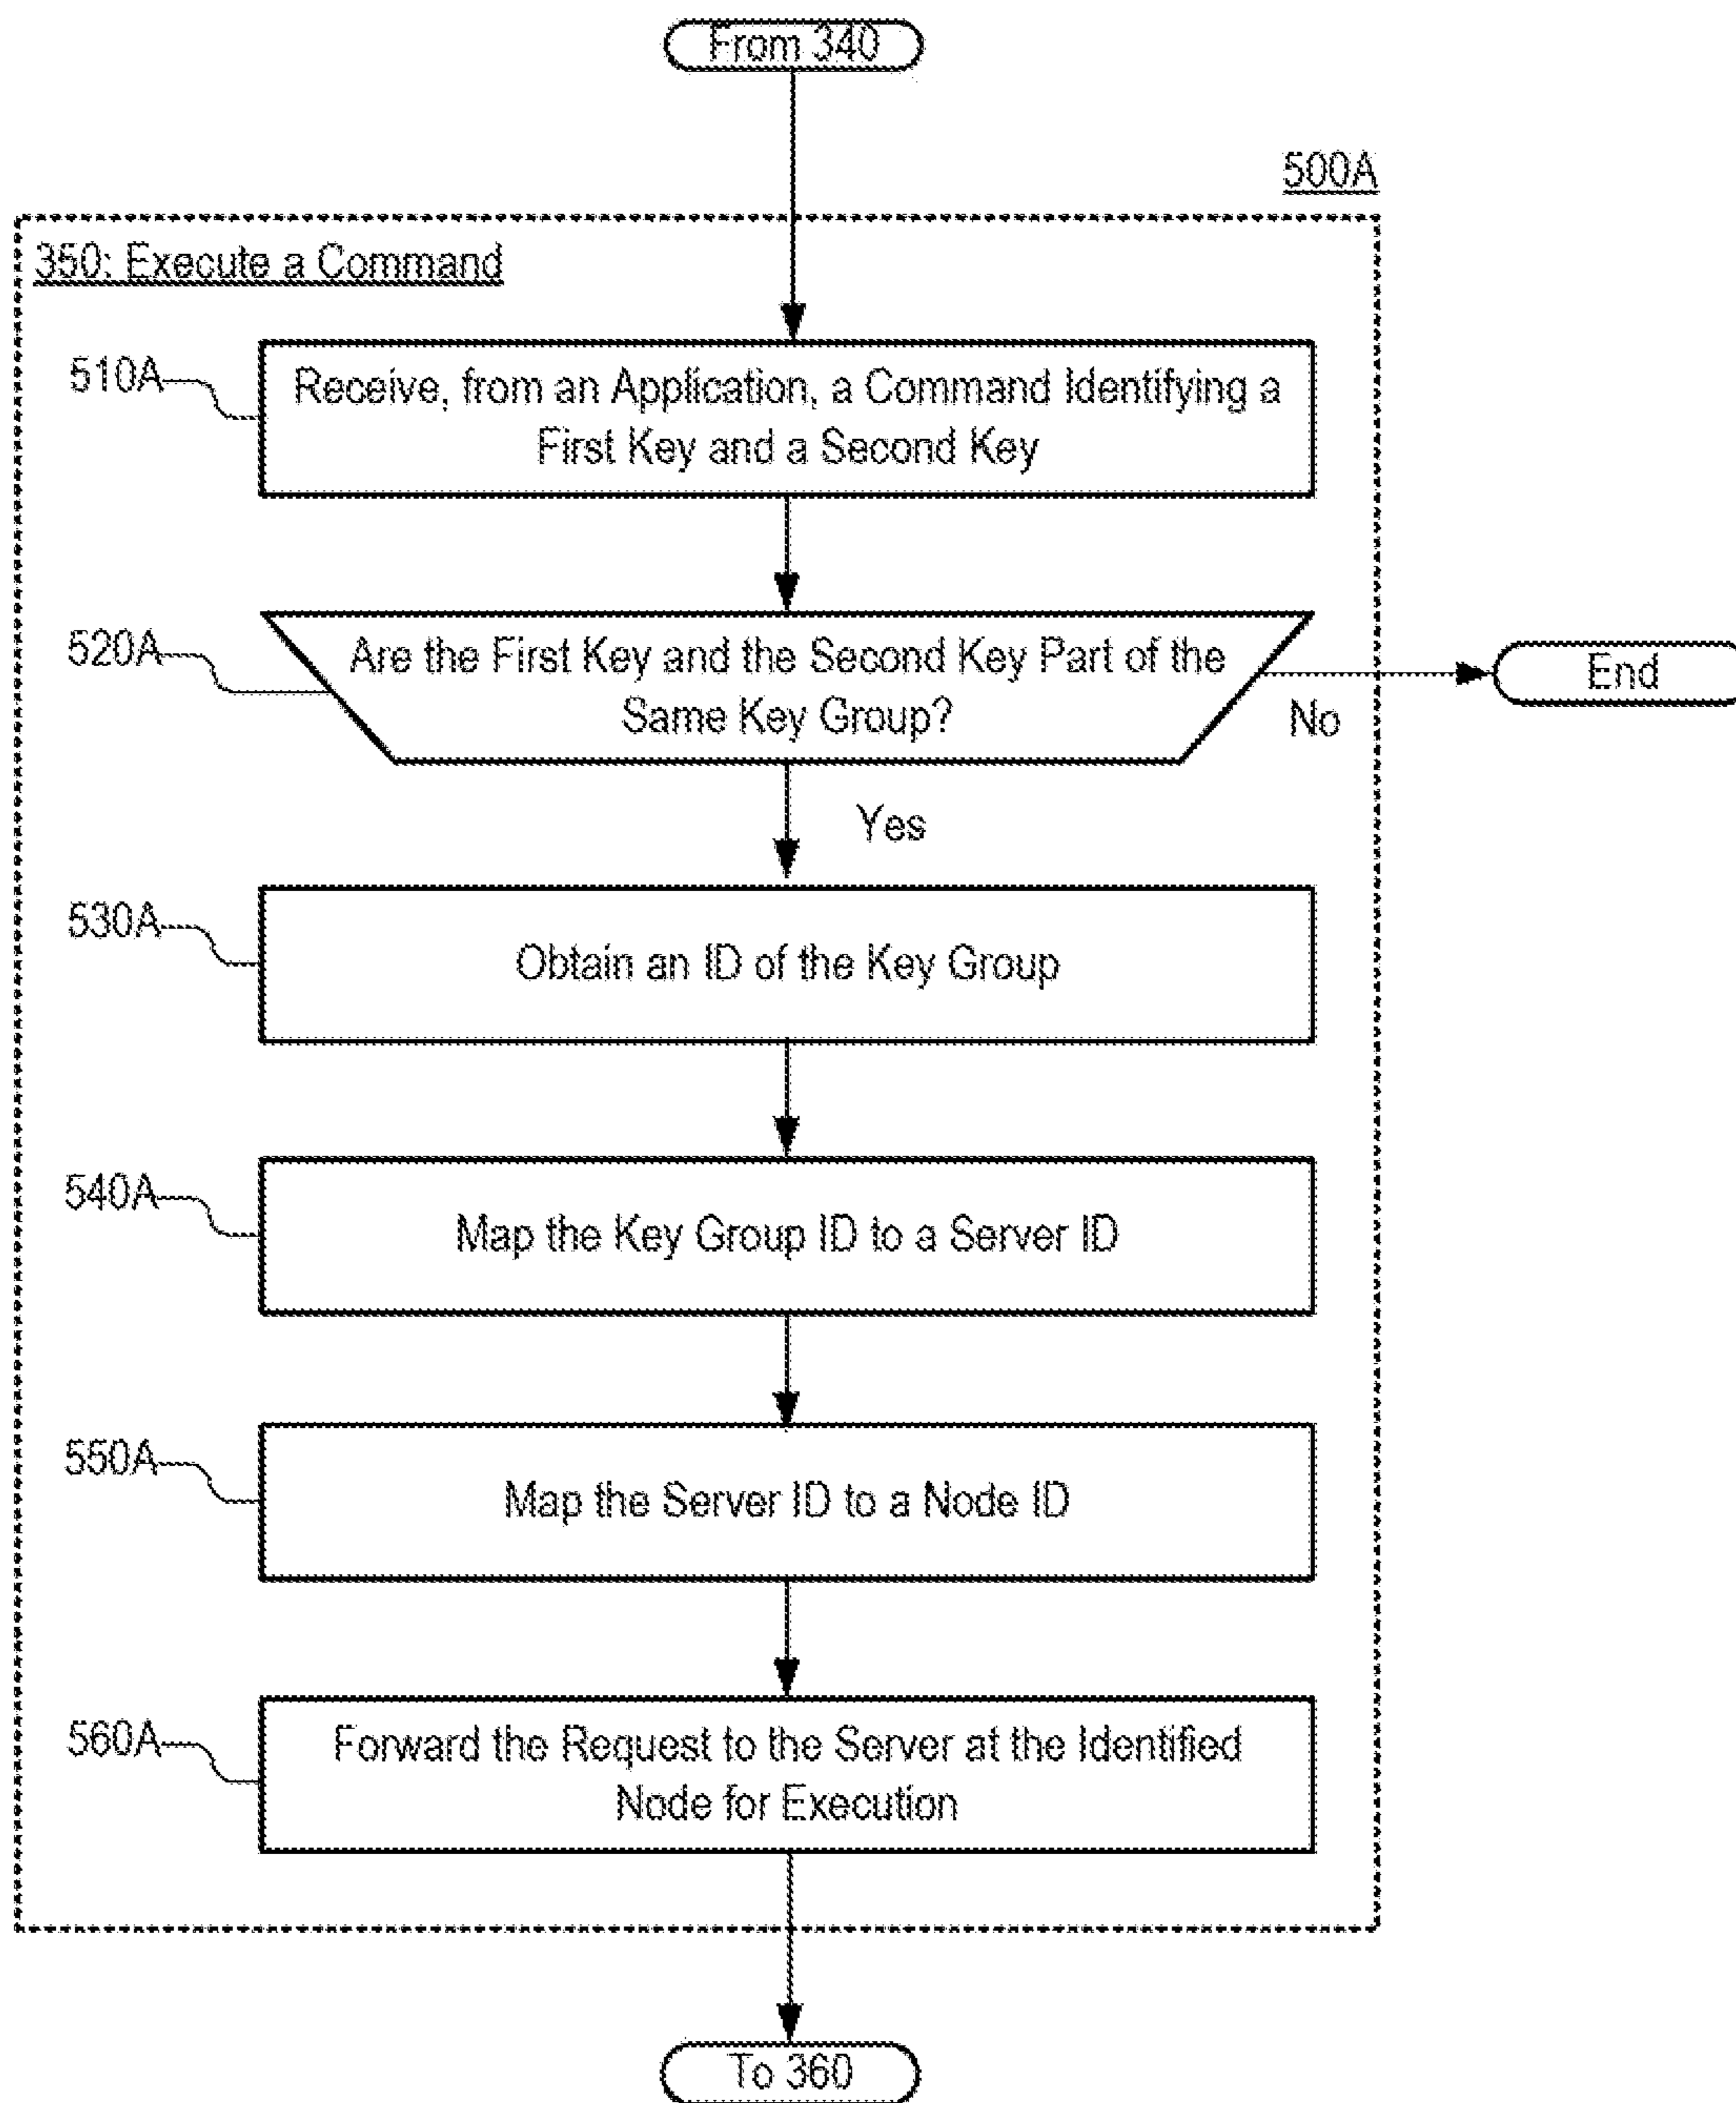 From 340
500A
350: Execute a Command
510A
Receive, from an Application, a Command Identifying a
First Key and a Second Key
520A
Are the First Key and the Second Key Part of the
Same Key Group?
No
End
Yes
530A
Obtain an ID of the Key Group
540A
Map the Key Group ID to a Server ID
550A
Map the Server ID to a Node ID
560A
Forward the Request to the Server at the Identified
Node for Execution
To 360